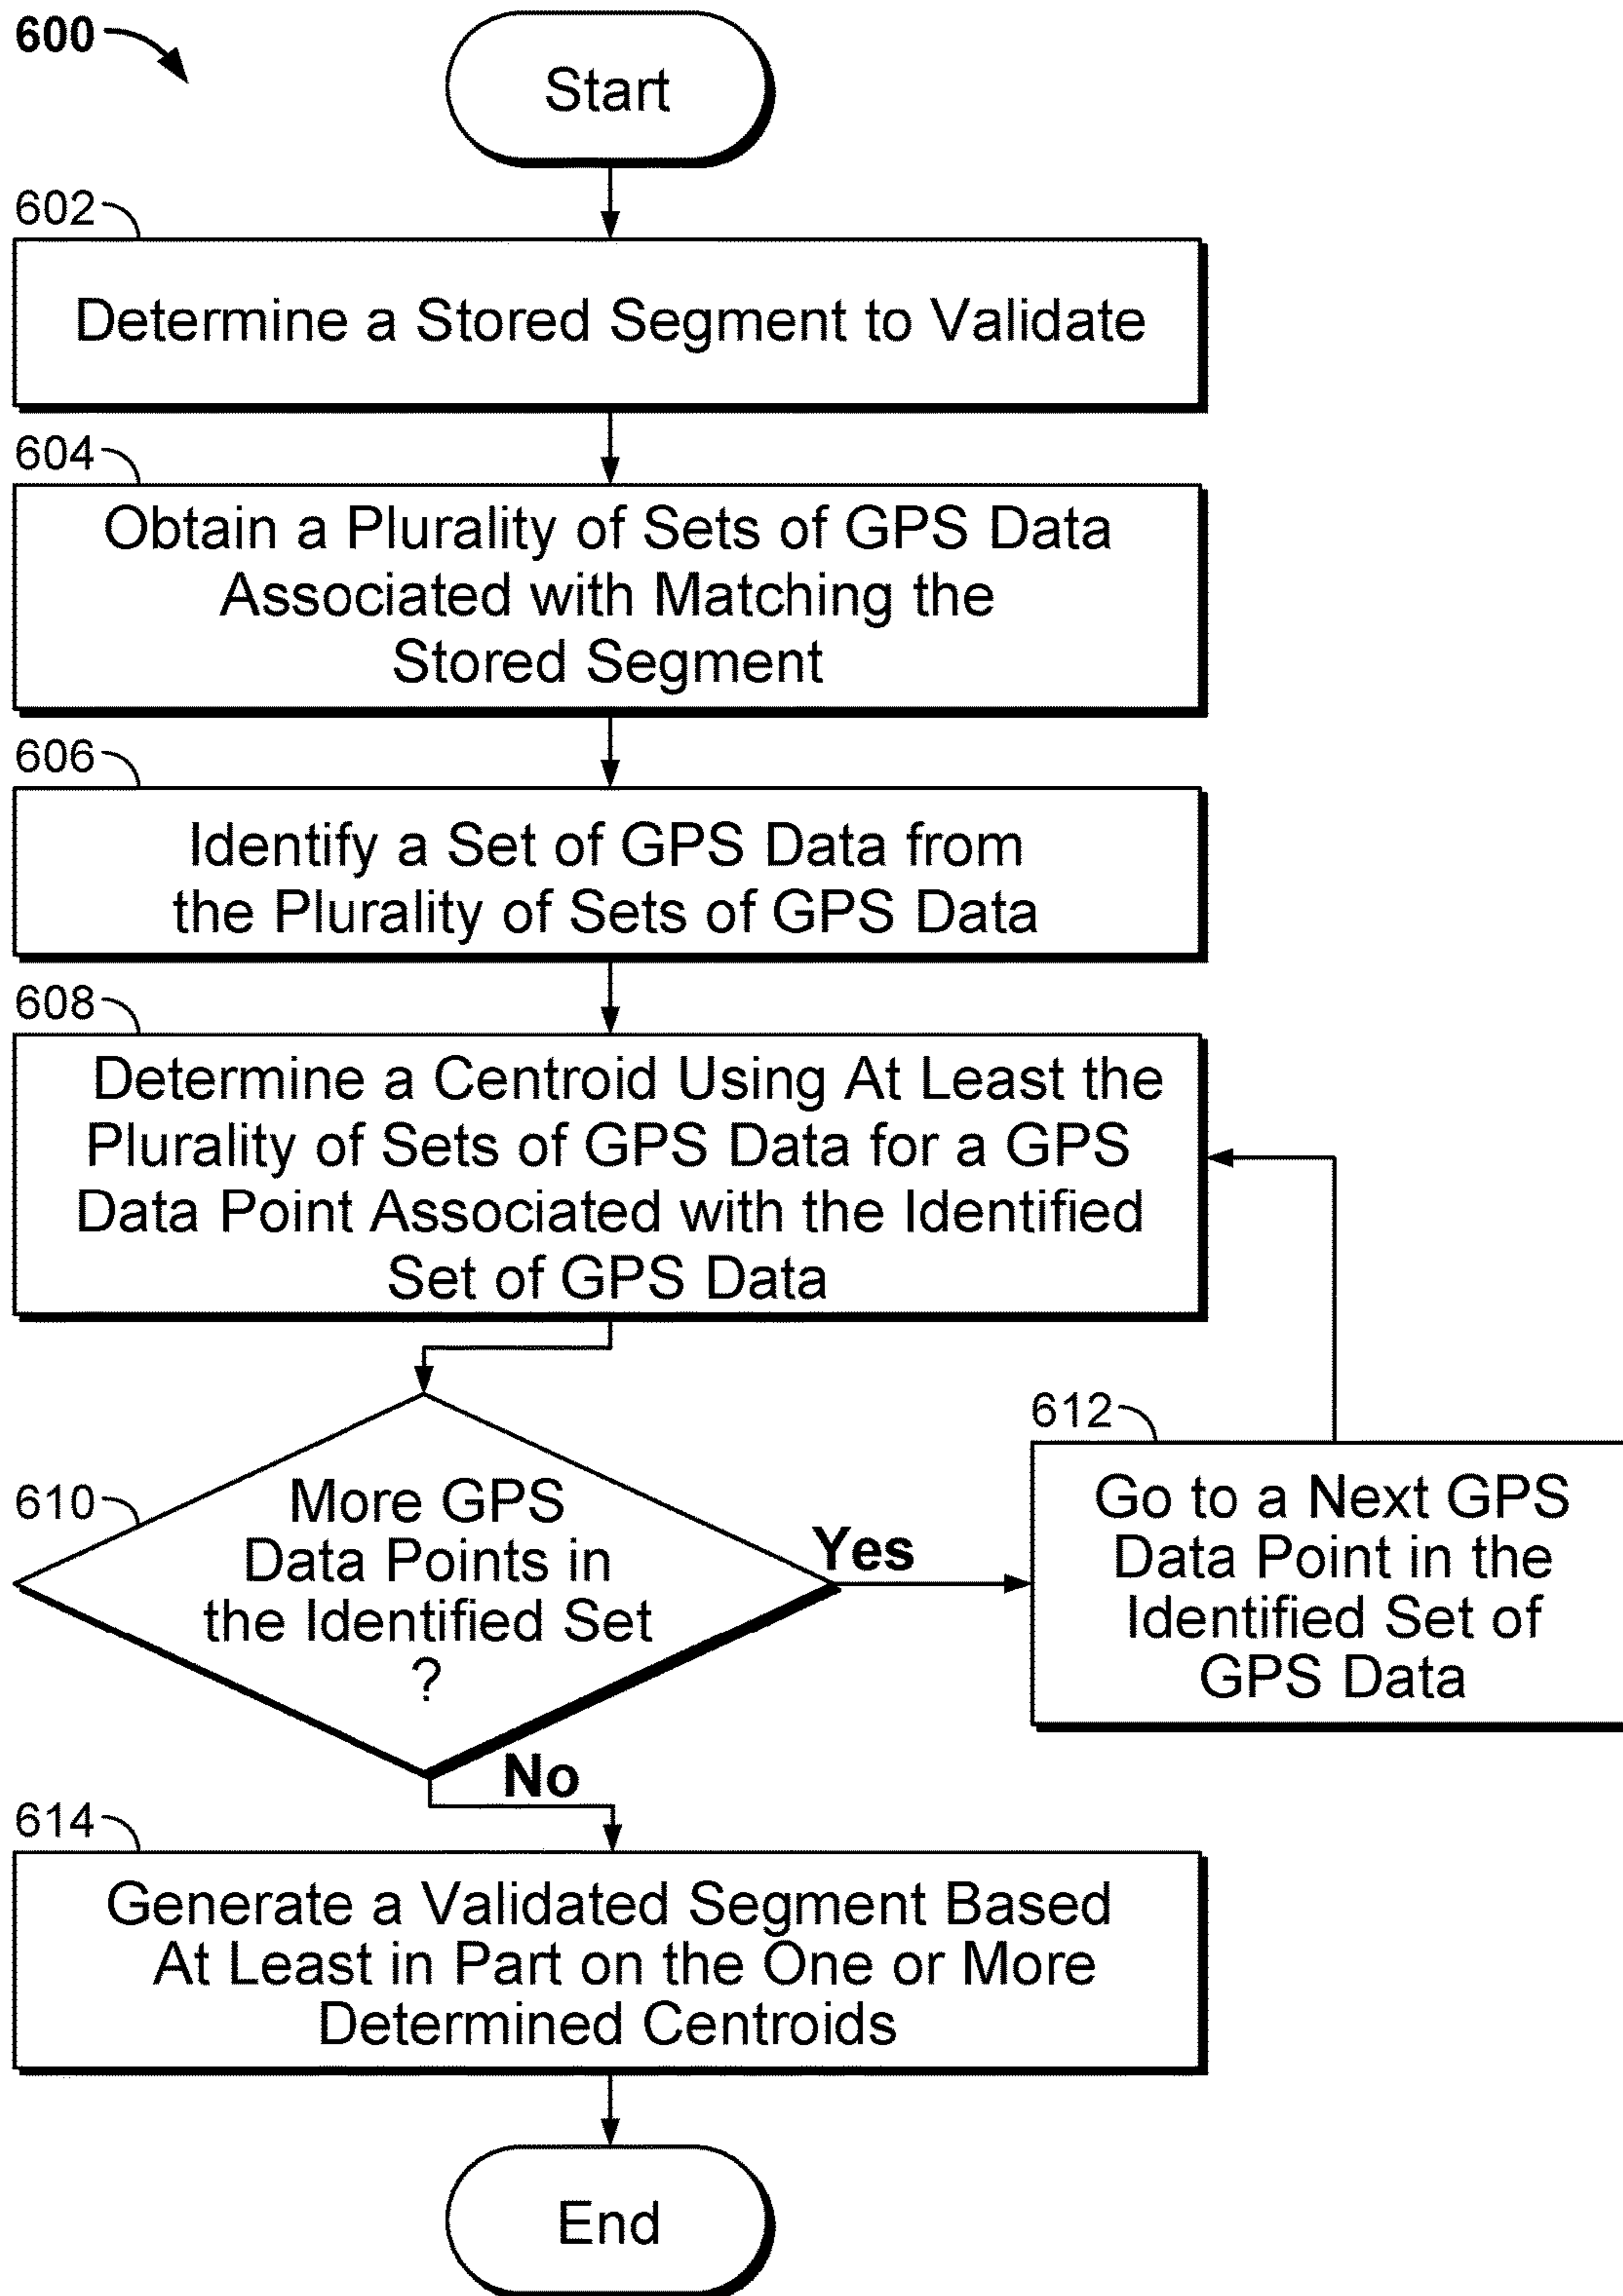 600
Start
602
Determine a Stored Segment to Validate
604
Obtain a Plurality of Sets of GPS Data
Associated with Matching the
Stored Segment
606
Identify a Set of GPS Data from
the Plurality of Sets of GPS Data
608
Determine a Centroid Using At Least the
Plurality of Sets of GPS Data for a GPS
Data Point Associated with the Identified
Set of GPS Data
610
More GPS
Data Points in
the Identified Set
?
Yes
612
Go to a Next GPS
Data Point in the
Identified Set of
GPS Data
No
614
Generate a Validated Segment Based
At Least in Part on the One or More
Determined Centroids
End